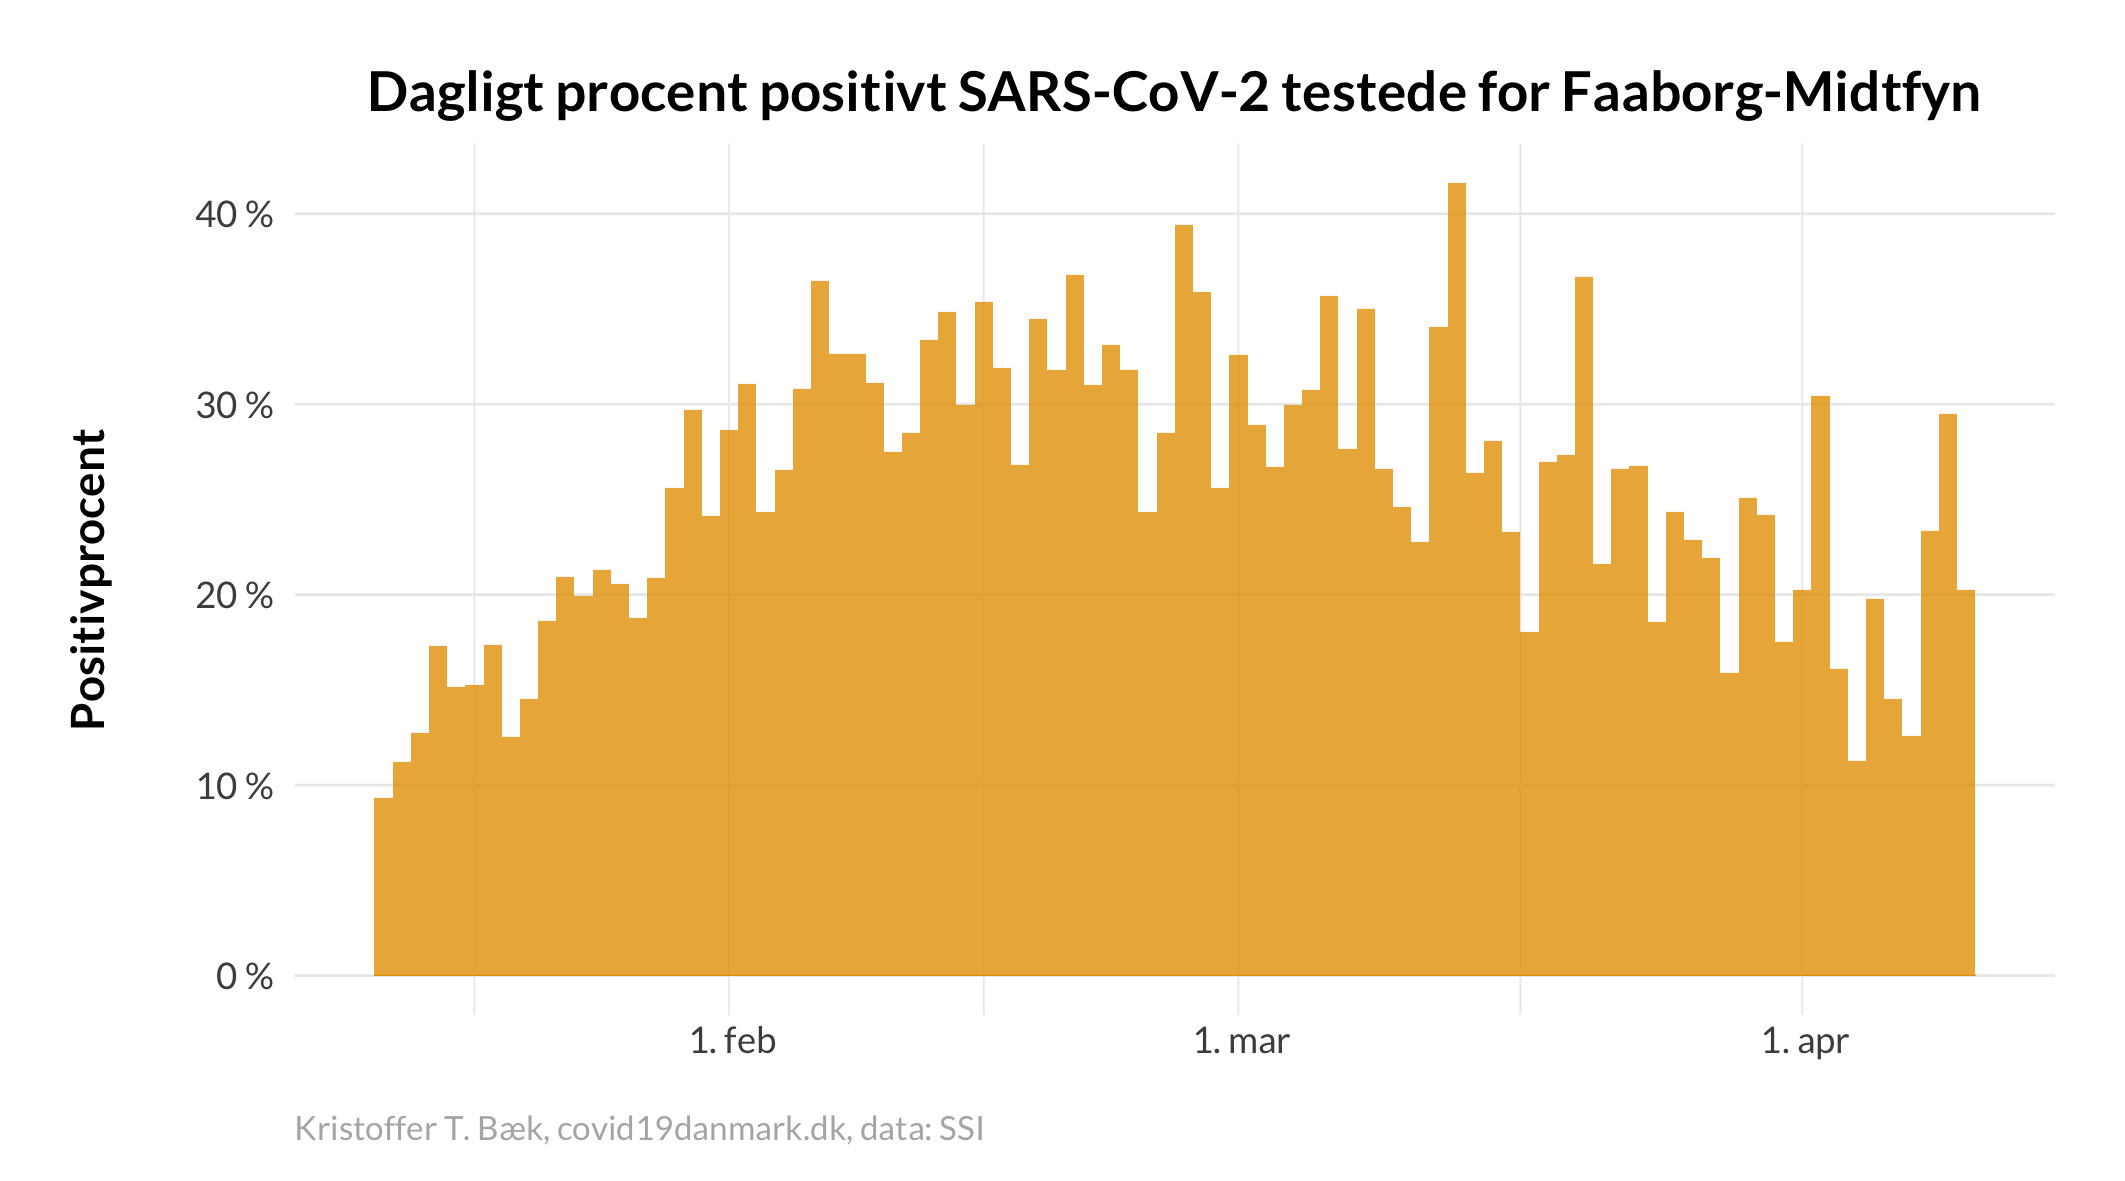 Dagligt procent positivt SARS-CoV-2 testede for Faaborg-Midtfyn
Positivprocent
40 %
30 %
20 %
10 %
0 %
1. feb
1. mar
1. apr
Kristoffer T. Bæk, covid19danmark.dk, data: SSI